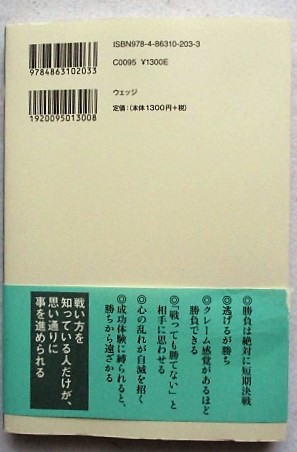 ISBN978-4-86310-203-3
C0095 ¥1300E
9784863102033
1920095013008
ウェッジ
定価:(本体1300円+税)
◎勝負は絶対に短期決戦
◎逃げるが勝ち
◎クレーム感覚があるほど
勝負できる
◎「戦っても勝てない」と
相手に思わせる
◎心の乱れが自滅を招く
◎成功体験に縛られると、
勝ちから遠ざかる
戦い方を
知っている人だけが、
思い通りに
事を進められる